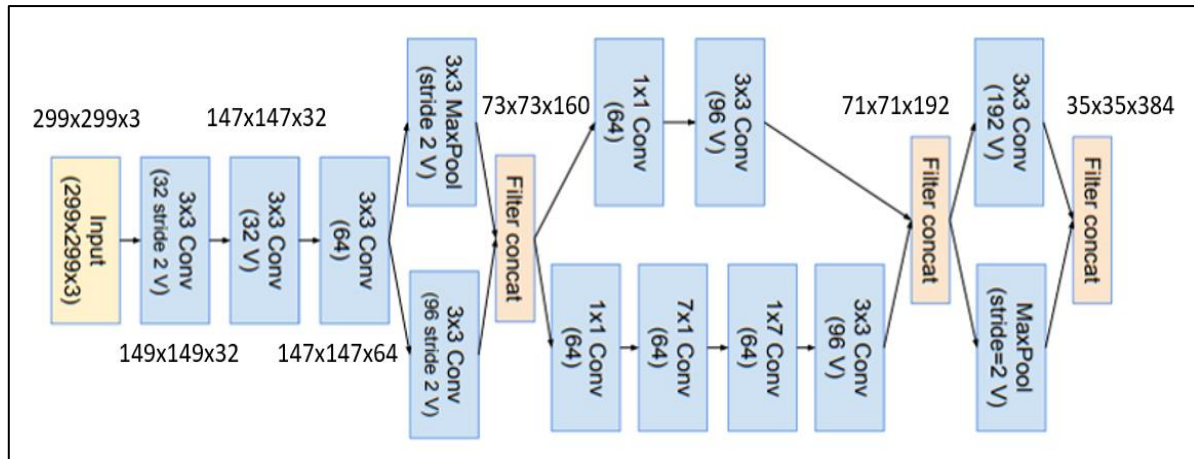 299x299x3
Input
(299x299x3)
3x3 Conv
(32 stride 2 V)
149x149x32
147x147x32
3x3 Conv
(32 V)
3x3 Conv
(64)
147x147x64
3x3 MaxPool
(stride 2 V)
3x3 Conv
(96 stride 2 V)
73x73x160
Filter concat
1x1 Conv
(64)
3x3 Conv
(96 V)
1x1 Conv
(64)
7x1 Conv
(64)
1x7 Conv
(64)
3x3 Conv
(96 V)
71x71x192
Filter concat
3x3 Conv
(192 V)
MaxPool
(stride=2 V)
35x35x384
Filter concat